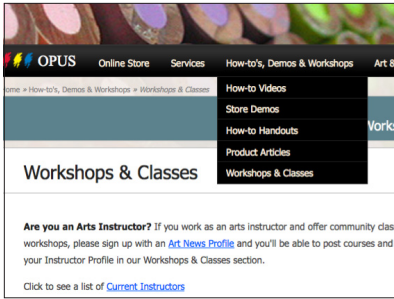 OPUS Online Store Services How-to's, Demos & Workshops Art &
ome » How-to's, Demos & Workshops » Workshops & Classes
How-to Videos
Store Demos
How-to Handouts
Product Articles
Workshops & Classes
Works
Workshops & Classes
Are you an Arts Instructor? If you work as an arts instructor and offer community clas
workshops, please sign up with an Art News Profile and you'll be able to post courses and
your Instructor Profile in our Workshops & Classes section.
Click to see a list of Current Instructors